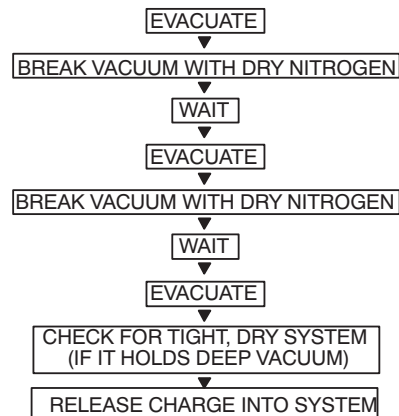 EVACUATE
BREAK VACUUM WITH DRY NITROGEN
WAIT
EVACUATE
BREAK VACUUM WITH DRY NITROGEN
WAIT
EVACUATE
CHECK FOR TIGHT, DRY SYSTEM
(IF IT HOLDS DEEP VACUUM)
RELEASE CHARGE INTO SYSTEM